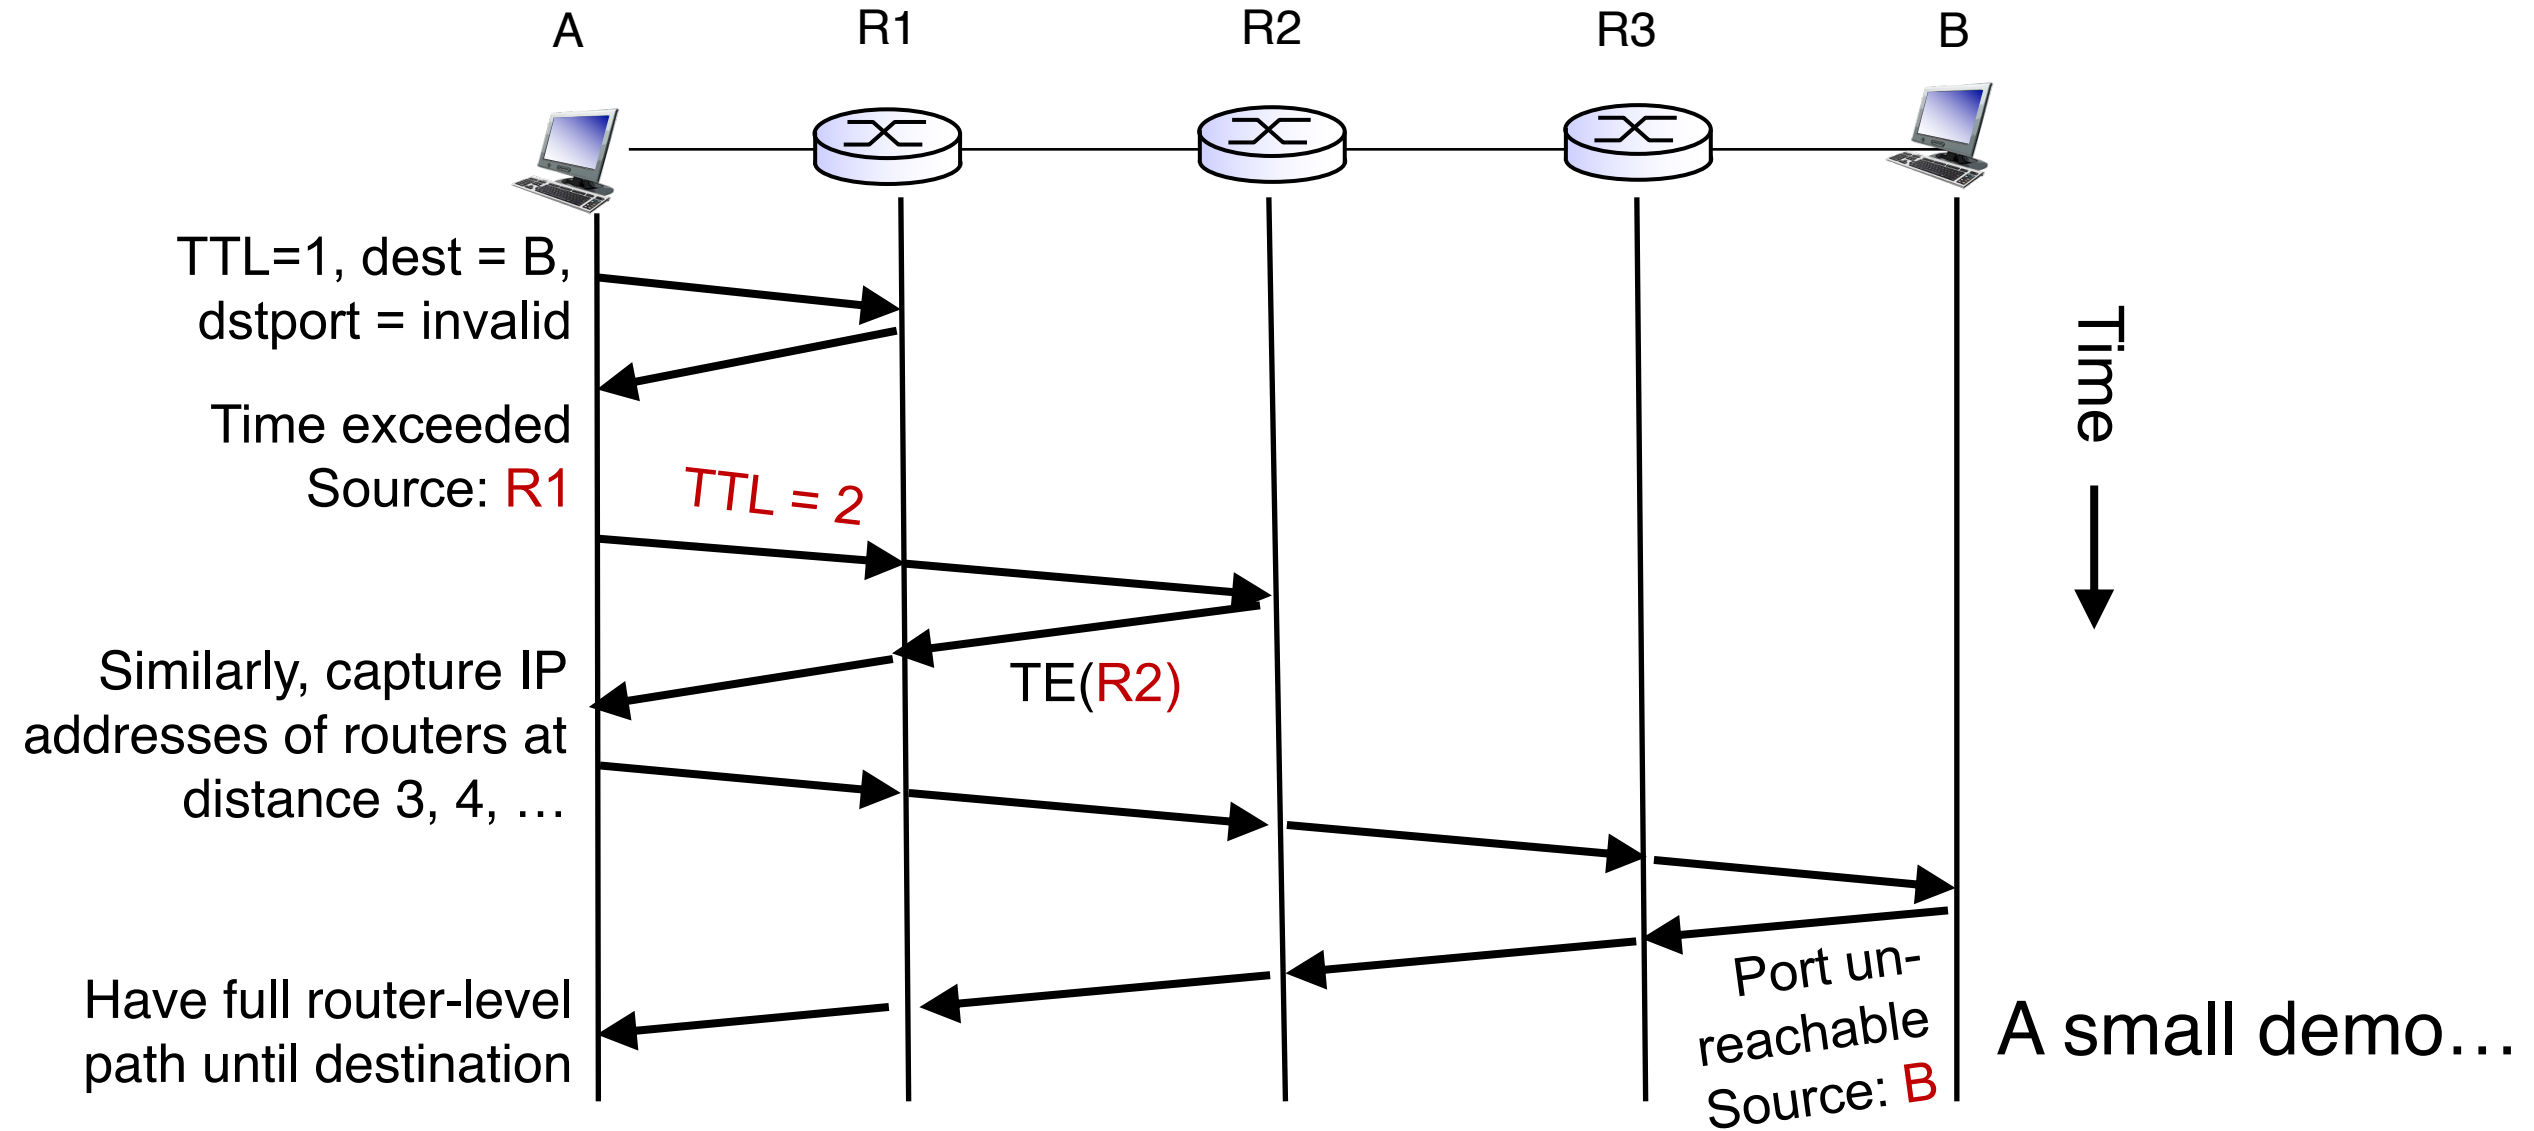 A
R1
R2
R3
B
TTL=1, dest = B,
dstport = invalid
Time
Time exceeded
Source: R1
TTL = 2
Similarly, capture IP
addresses of routers at
distance 3, 4, …
TE(R2)
Port un-
reachable
Source: B
Have full router-level
path until destination
A small demo…